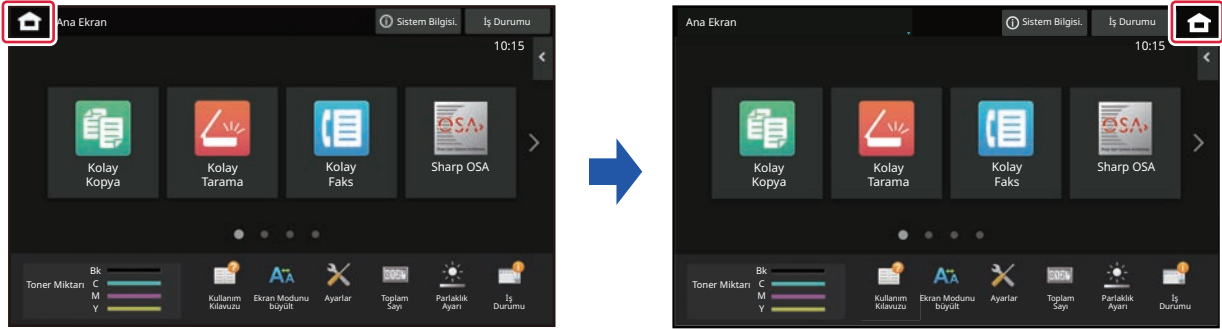 Ana Ekran
Sistem Bilgisi.
İş Durumu
10:15
Kolay
Kopya
Kolay
Tarama
Kolay
Faks
OSA
Sharp OSA
Toner Miktarı
Bk
C
M
Y
Kullanım
Kılavuzu
Ekran Modunu
büyült
Ayarlar
Toplam
Sayı
Parlaklık
Ayarı
İş
Durumu
Ana Ekran
Sistem Bilgisi.
İş Durumu
10:15
Kolay
Kopya
Kolay
Tarama
Kolay
Faks
OSA
Sharp OSA
Toner Miktarı
Bk
C
M
Y
Kullanım
Kılavuzu
Ekran Modunu
büyült
Ayarlar
Toplam
Sayı
Parlaklık
Ayarı
İş
Durumu